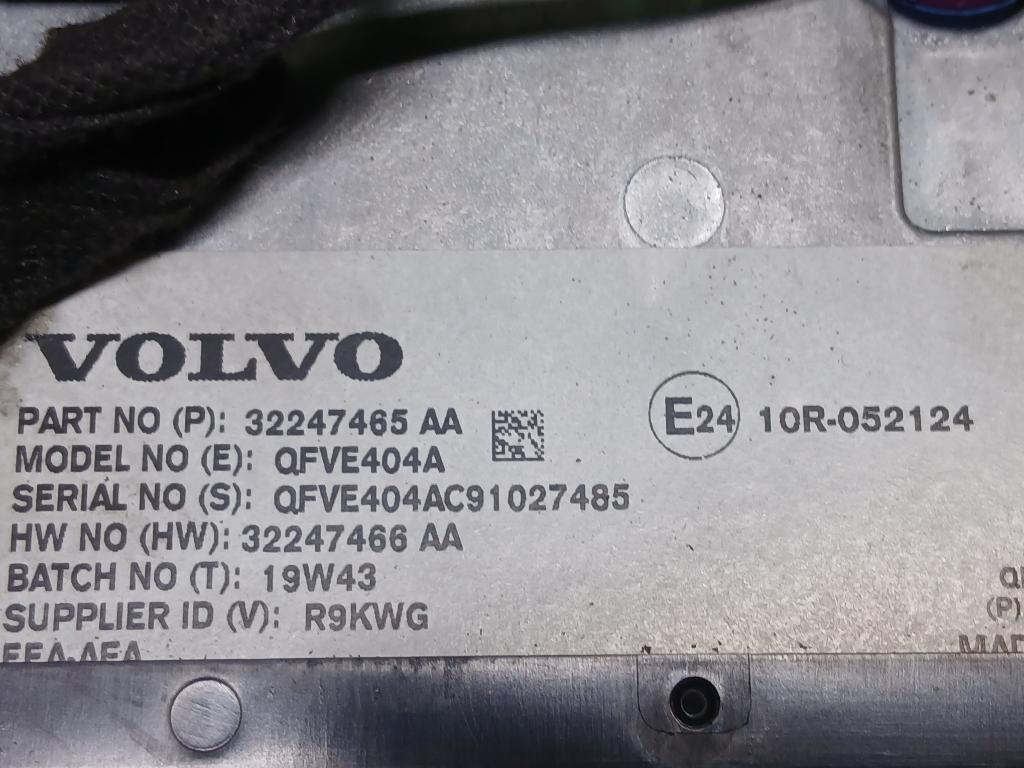 VOLVO
PART NO (P): 32247465 AA
E24 10R-052124
MODEL NO (E): QFVE404A
SERIAL NO (S): QFVE404AC91027485
HW NO (HW): 32247466 AA
BATCH NO (T): 19W43
SUPPLIER ID (V): R9KWG
(P)